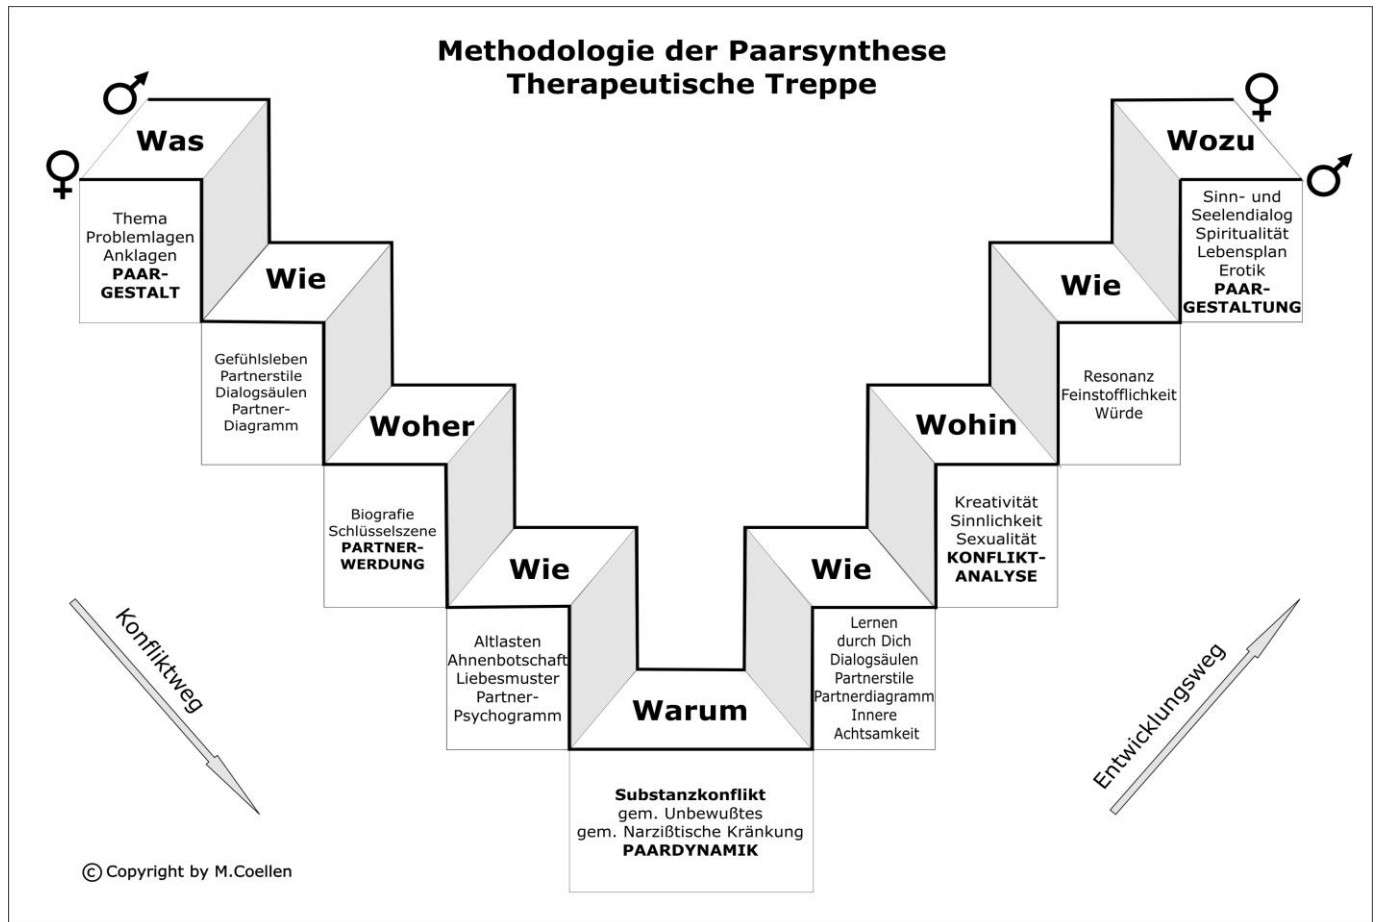 Methodologie der Paarsynthese
Therapeutische Treppe
Was
Thema
Problemlagen
Anklagen
PAAR-
GESTALT
Wie
Gefühlsleben
Partnerstile
Dialogsäulen
Partner-
Diagramm
Woher
Biografie
Schlüsselszene
PARTNER-
WERDUNG
Wie
Altlasten
Ahnenbotschaft
Liebesmuster
Partner-
Psychogramm
Warum
Substanzkonflikt
gem. Unbewußtes
gem. Narzißtische Kränkung
PAARDYNAMIK
Wie
Lernen
durch Dich
Dialogsäulen
Partnerstile
Partnerdiagramm
Innere
Achtsamkeit
Wohin
Kreativität
Sinnlichkeit
Sexualität
KONFLIKT-
ANALYSE
Wie
Resonanz
Feinstofflichkeit
Würde
Wozu
Sinn- und
Seelendialog
Spiritualität
Lebensplan
Erotik
PAAR-
GESTALTUNG
Konfliktweg
Entwicklungsweg
© Copyright by M.Coellen